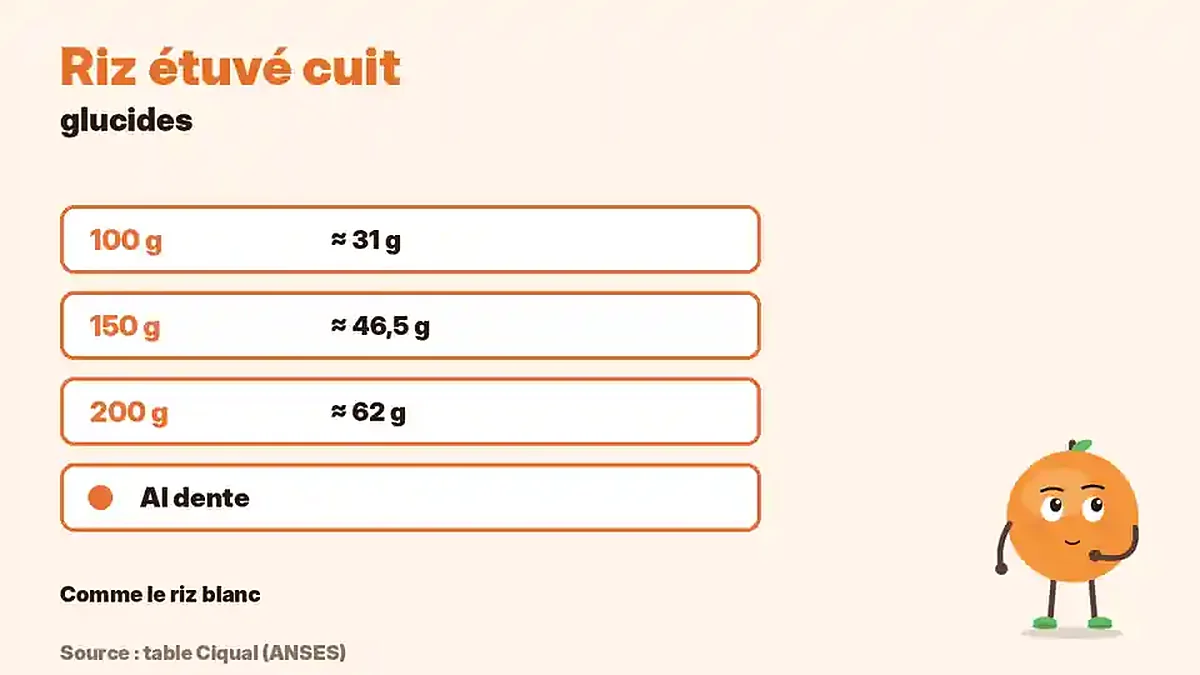 Riz étuvé cuit
glucides
100 g ≈ 31 g
150 g ≈ 46,5 g
200 g ≈ 62 g
Al dente
Comme le riz blanc
Source : table Ciqual (ANSES)